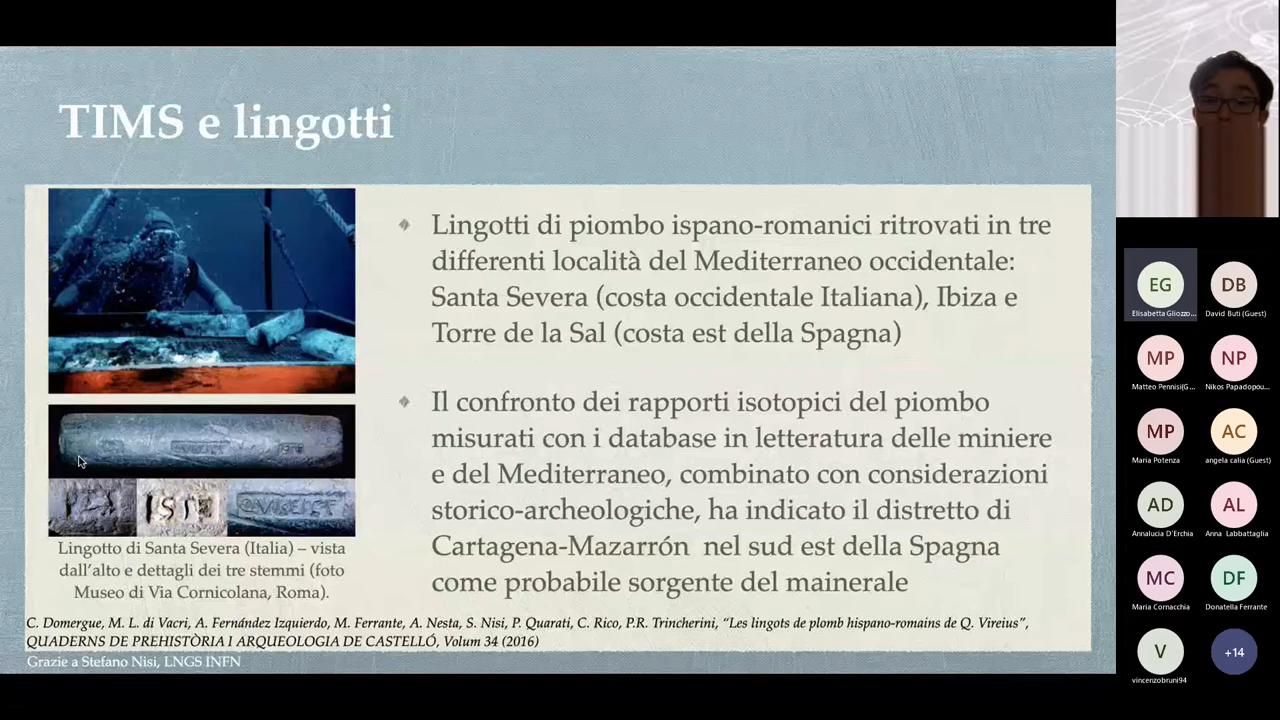 TIMS e lingotti
Lingotti di piombo ispano-romanici ritrovati in tre
differenti località del Mediterraneo occidentale:
Santa Severa (costa occidentale Italiana), Ibiza e
Torre de la Sal (costa est della Spagna)
Il confronto dei rapporti isotopici del piombo
misurati con i database in letteratura delle miniere
e del Mediterraneo, combinato con considerazioni
storico-archeologiche, ha indicato il distretto di
Cartagena-Mazarrón nel sud est della Spagna
come probabile sorgente del mainerale
Lingotto di Santa Severa (Italia) – vista
dall'alto e dettagli dei tre stemmi (foto
Museo di Via Cornicolana, Roma).
C. Domergue, M. L. di Vacri, A. Fernández Izquierdo, M. Ferrante, A. Nesta, S. Nisi, P. Quarati, C. Rico, P.R. Trincherini, "Les lingots de plomb hispano-romains de Q. Vireius",
QUADERNS DE PREHISTÒRIA I ARQUEOLOGIA DE CASTELLÓ, Volum 34 (2016)
Grazie a Stefano Nisi, LNGS INFN
EG
Elisabetta Gliozzo...
DB
David Buti (Guest)
MP
Matteo Pennisi(G...
NP
Nikos Papadopou...
MP
Maria Potenza
AC
angela calia (Guest)
AD
Annalucia D'Erchia
AL
Anna Labbattaglia
MC
Maria Cornacchia
DF
Donatella Ferrante
V
vincenzobruni94
+14